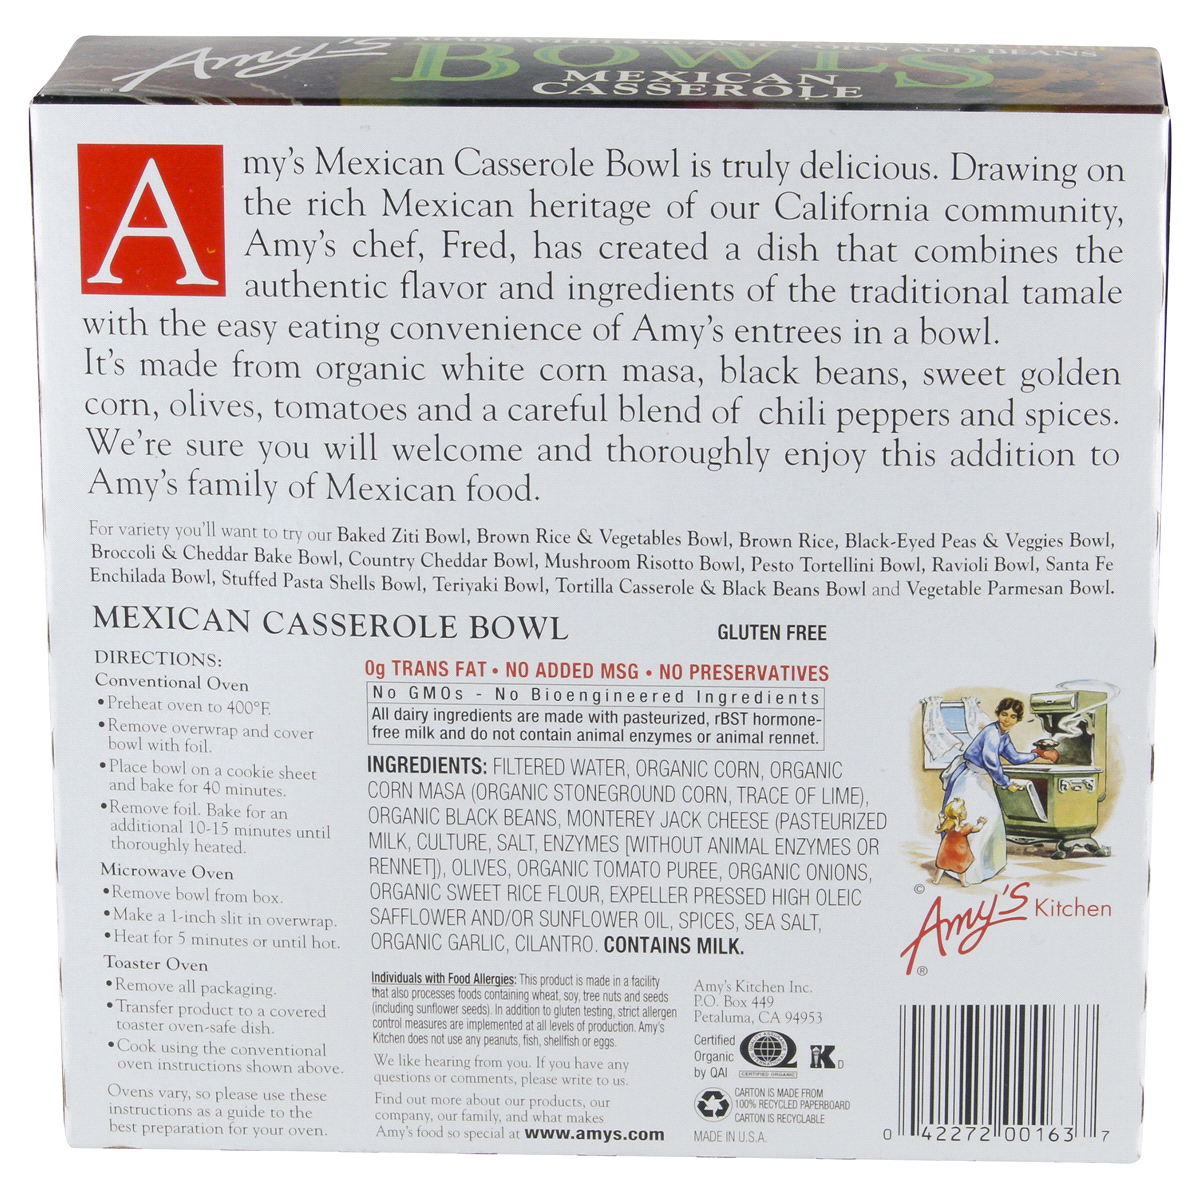 Amy's
®
MADE WITH ORGANIC CORN AND BEANS
BOWLS
MEXICAN
CASSEROLE
Amy's Mexican Casserole Bowl is truly delicious. Drawing on
the rich Mexican heritage of our California community,
Amy's chef, Fred, has created a dish that combines the
authentic flavor and ingredients of the traditional tamale
with the easy eating convenience of Amy's entrees in a bowl.
It's made from organic white corn masa, black beans, sweet golden
corn, olives, tomatoes and a careful blend of chili peppers and spices.
We're sure you will welcome and thoroughly enjoy this addition to
Amy's family of Mexican food.
For variety you'll want to try our Baked Ziti Bowl, Brown Rice & Vegetables Bowl, Brown Rice, Black-Eyed Peas & Veggies Bowl,
Broccoli & Cheddar Bake Bowl, Country Cheddar Bowl, Mushroom Risotto Bowl, Pesto Tortellini Bowl, Ravioli Bowl, Santa Fe
Enchilada Bowl, Stuffed Pasta Shells Bowl, Teriyaki Bowl, Tortilla Casserole & Black Beans Bowl and Vegetable Parmesan Bowl.
MEXICAN CASSEROLE BOWL
GLUTEN FREE
DIRECTIONS:
Conventional Oven
• Preheat oven to 400°F.
• Remove overwrap and cover
bowl with foil.
• Place bowl on a cookie sheet
and bake for 40 minutes.
• Remove foil. Bake for an
additional 10-15 minutes until
thoroughly heated.
Microwave Oven
• Remove bowl from box.
• Make a 1-inch slit in overwrap.
• Heat for 5 minutes or until hot.
Toaster Oven
• Remove all packaging.
• Transfer product to a covered
toaster oven-safe dish.
• Cook using the conventional
oven instructions shown above.
Ovens vary, so please use these
instructions as a guide to the
best preparation for your oven.
0g TRANS FAT • NO ADDED MSG • NO PRESERVATIVES
No GMOs - No Bioengineered Ingredients
All dairy ingredients are made with pasteurized, rBST hormone-
free milk and do not contain animal enzymes or animal rennet.
INGREDIENTS: FILTERED WATER, ORGANIC CORN, ORGANIC
CORN MASA (ORGANIC STONEGROUND CORN, TRACE OF LIME),
ORGANIC BLACK BEANS, MONTEREY JACK CHEESE (PASTEURIZED
MILK, CULTURE, SALT, ENZYMES [WITHOUT ANIMAL ENZYMES OR
RENNET]), OLIVES, ORGANIC TOMATO PUREE, ORGANIC ONIONS,
ORGANIC SWEET RICE FLOUR, EXPELLER PRESSED HIGH OLEIC
SAFFLOWER AND/OR SUNFLOWER OIL, SPICES, SEA SALT,
ORGANIC GARLIC, CILANTRO. CONTAINS MILK.
Individuals with Food Allergies: This product is made in a facility
that also processes foods containing wheat, soy, tree nuts and seeds
(including sunflower seeds). In addition to gluten testing, strict allergen
control measures are implemented at all levels of production. Amy's
Kitchen does not use any peanuts, fish, shellfish or eggs.
We like hearing from you. If you have any
questions or comments, please write to us.
Find out more about our products, our
company, our family, and what makes
Amy's food so special at www.amys.com
Amy's Kitchen Inc.
P.O. Box 449
Petaluma, CA 94953
Certified
Organic
by QAI
CERTIFIED ORGANIC
K D
CARTON IS MADE FROM
100% RECYCLED PAPERBOARD
CARTON IS RECYCLABLE
MADE IN U.S.A.
©
Amy's Kitchen
®
0 42272 00163 7